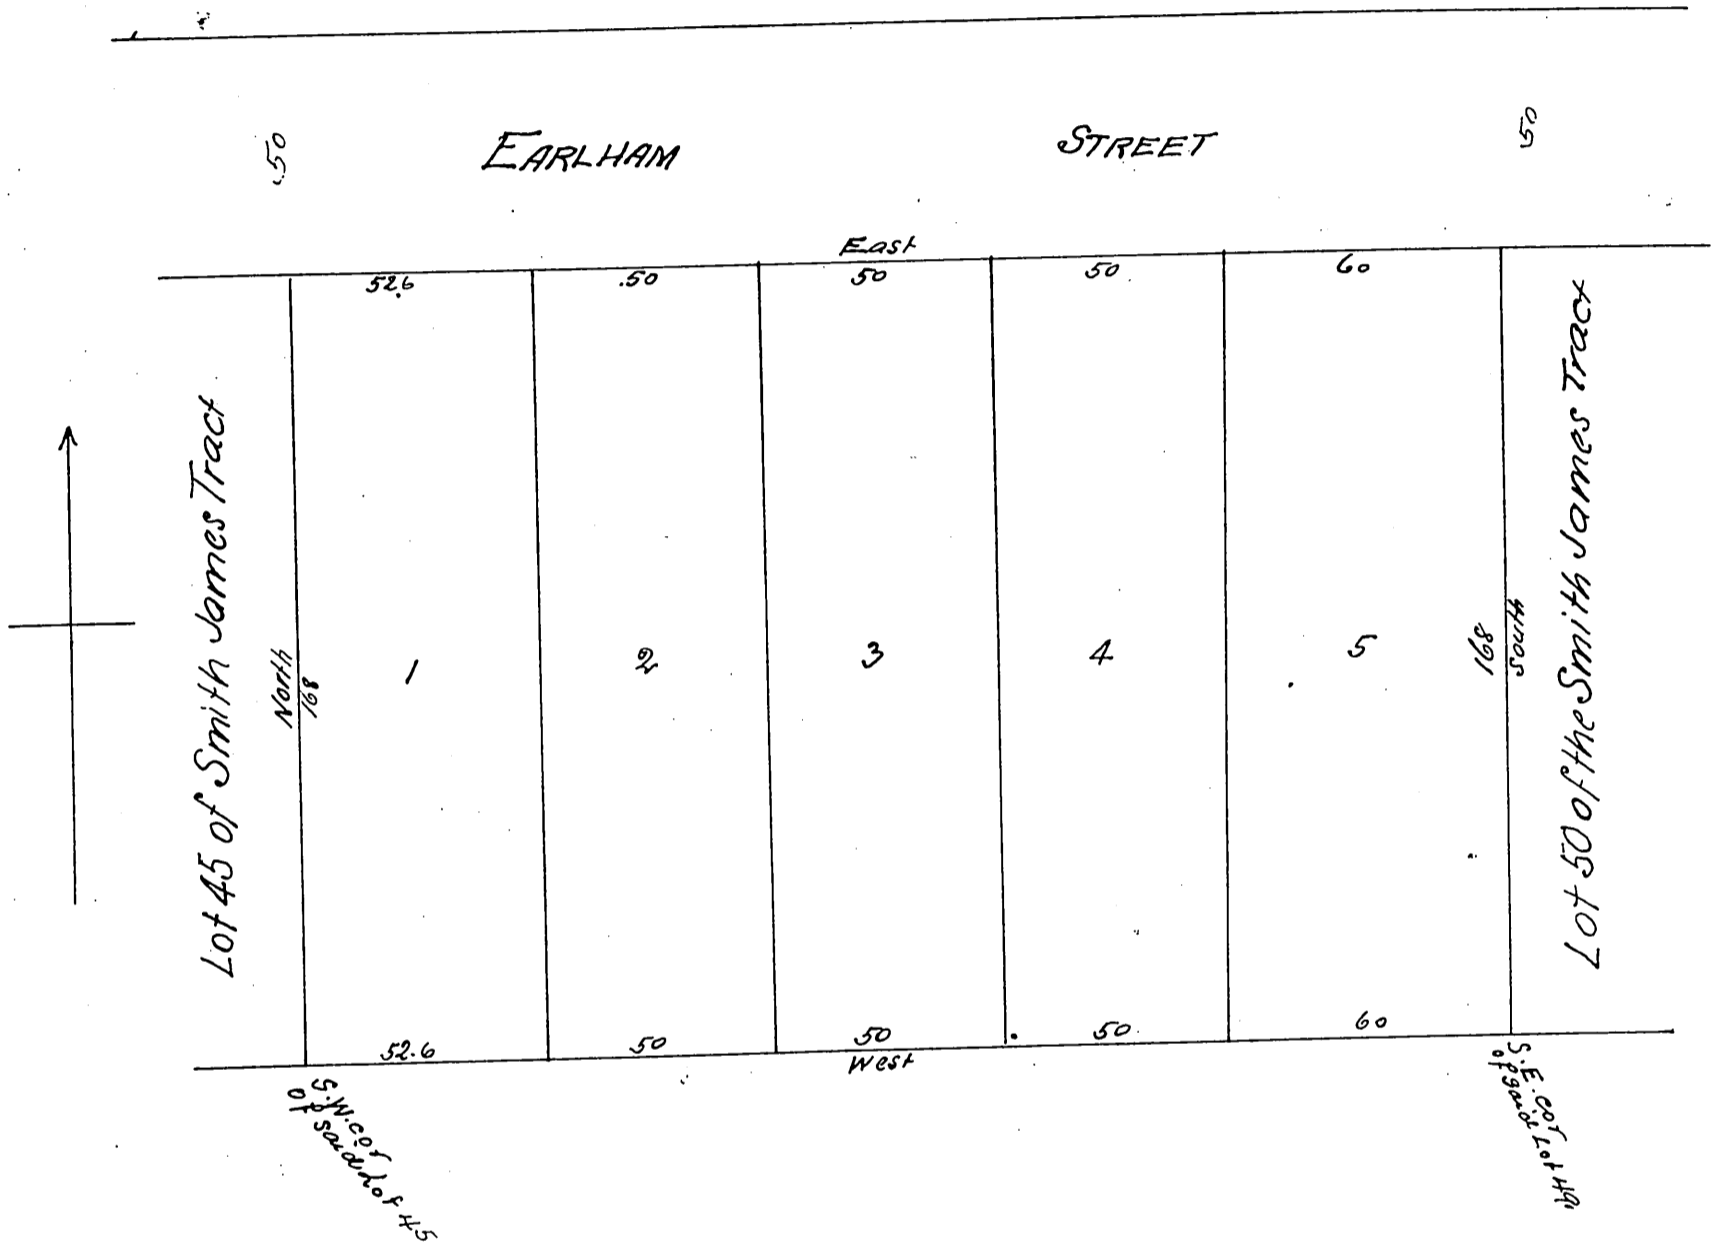 50
EARLHAM STREET
50
East
52.6 50 50 50 60
Lot 45 of Smith James Tract
North
168
1 2 3 4 5
168
South
Lot 50 of the Smith James Tract
52.6 50 50 50 60
West
S.W. cor
of said Lot 45
S.E. cor
of said Lot